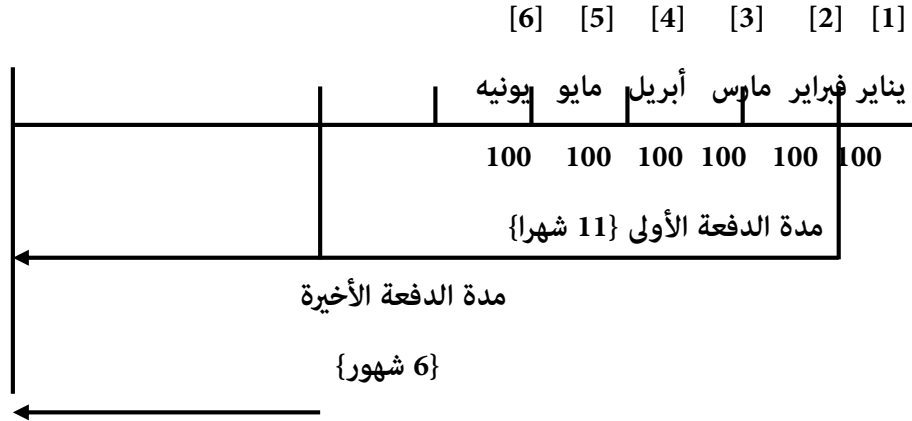 [1] [2] [3] [4] [5] [6]
يناير فبراير مارس أبريل مايو يونيه
100 100 100 100 100 100
مدة الدفعة الأولى {11 شهرا}
مدة الدفعة الأخيرة
{6 شهور}